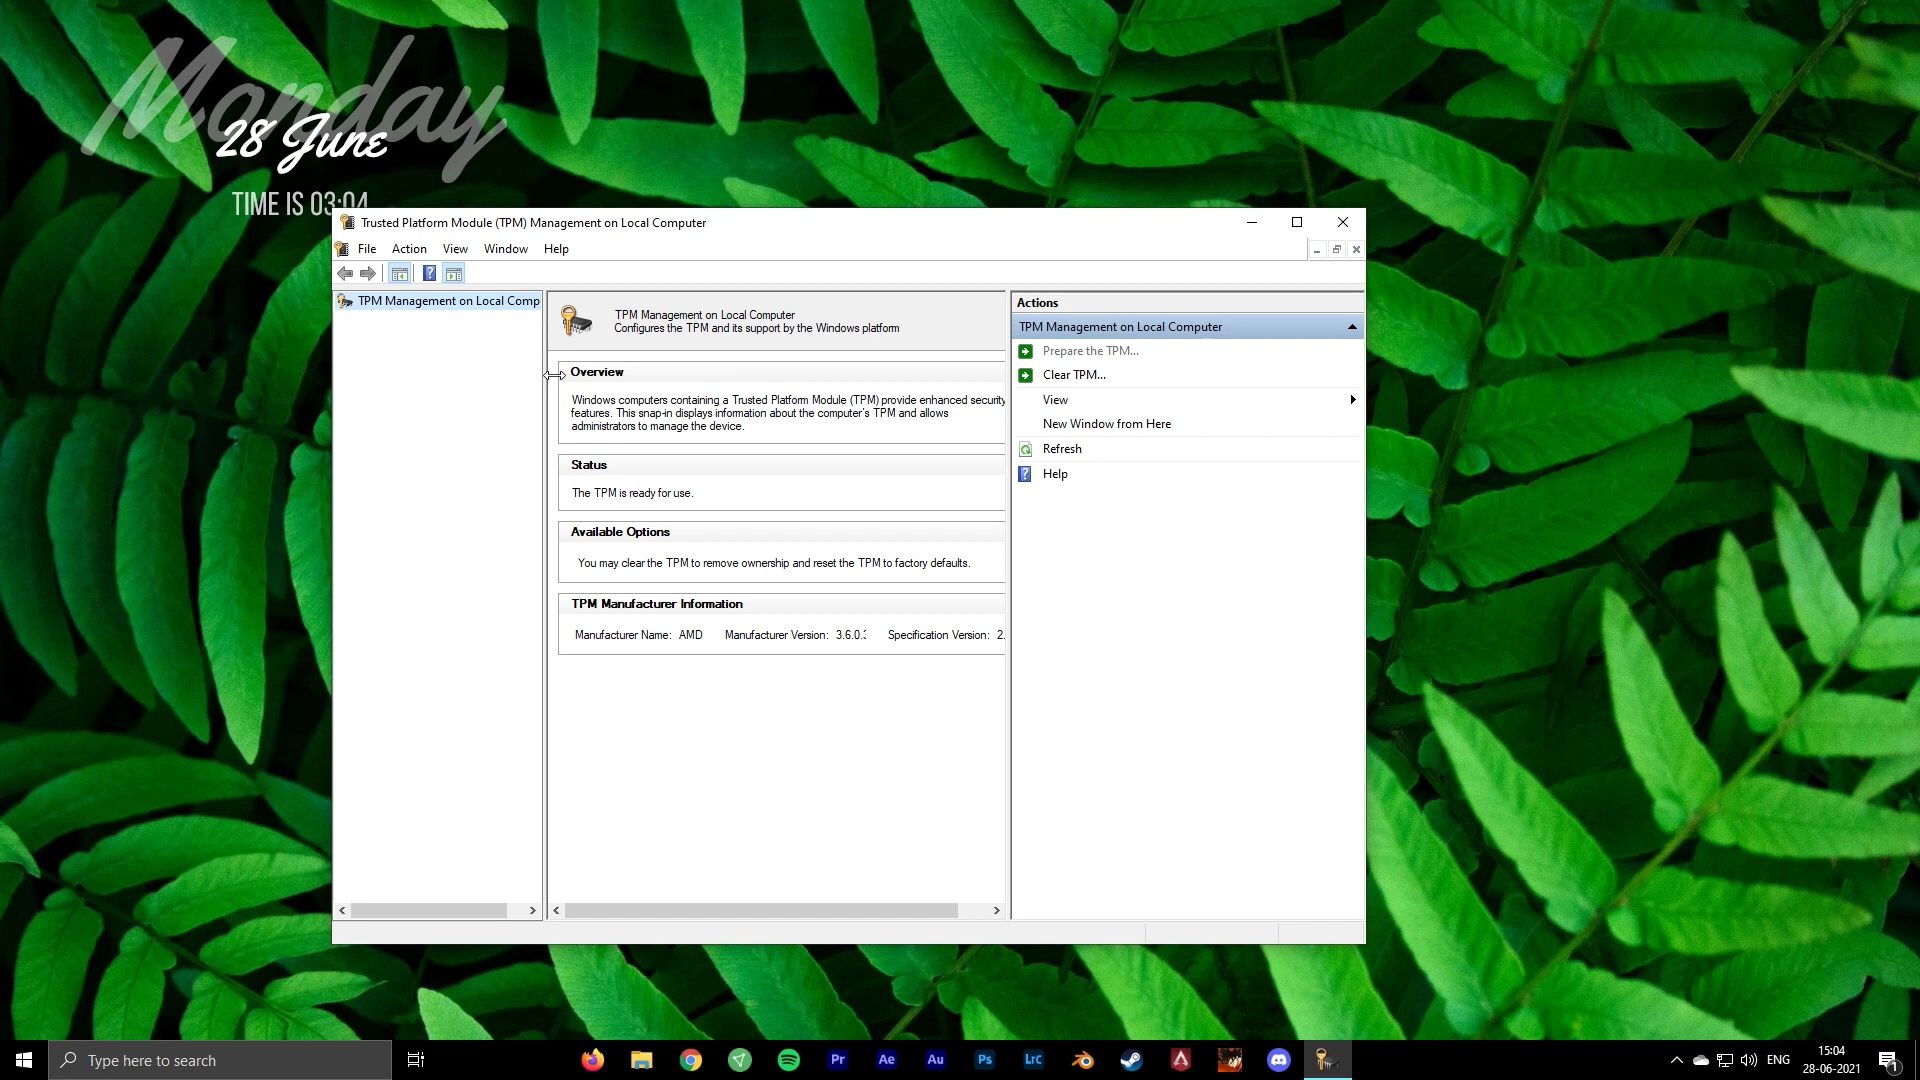 Monday
28 June
TIME IS 03:04
Trusted Platform Module (TPM) Management on Local Computer
File Action View Window Help
TPM Management on Local Comp
TPM Management on Local Computer
Configures the TPM and its support by the Windows platform
Overview
Windows computers containing a Trusted Platform Module (TPM) provide enhanced security
features. This snap-in displays information about the computer's TPM and allows
administrators to manage the device.
Status
The TPM is ready for use.
Available Options
You may clear the TPM to remove ownership and reset the TPM to factory defaults.
TPM Manufacturer Information
Manufacturer Name: AMD Manufacturer Version: 3.6.0. Specification Version: 2.
Actions
TPM Management on Local Computer
Prepare the TPM...
Clear TPM...
View
New Window from Here
Refresh
Help
Type here to search
Pr Ae Au Ps Lrc
ENG
15:04
28-06-2021
1